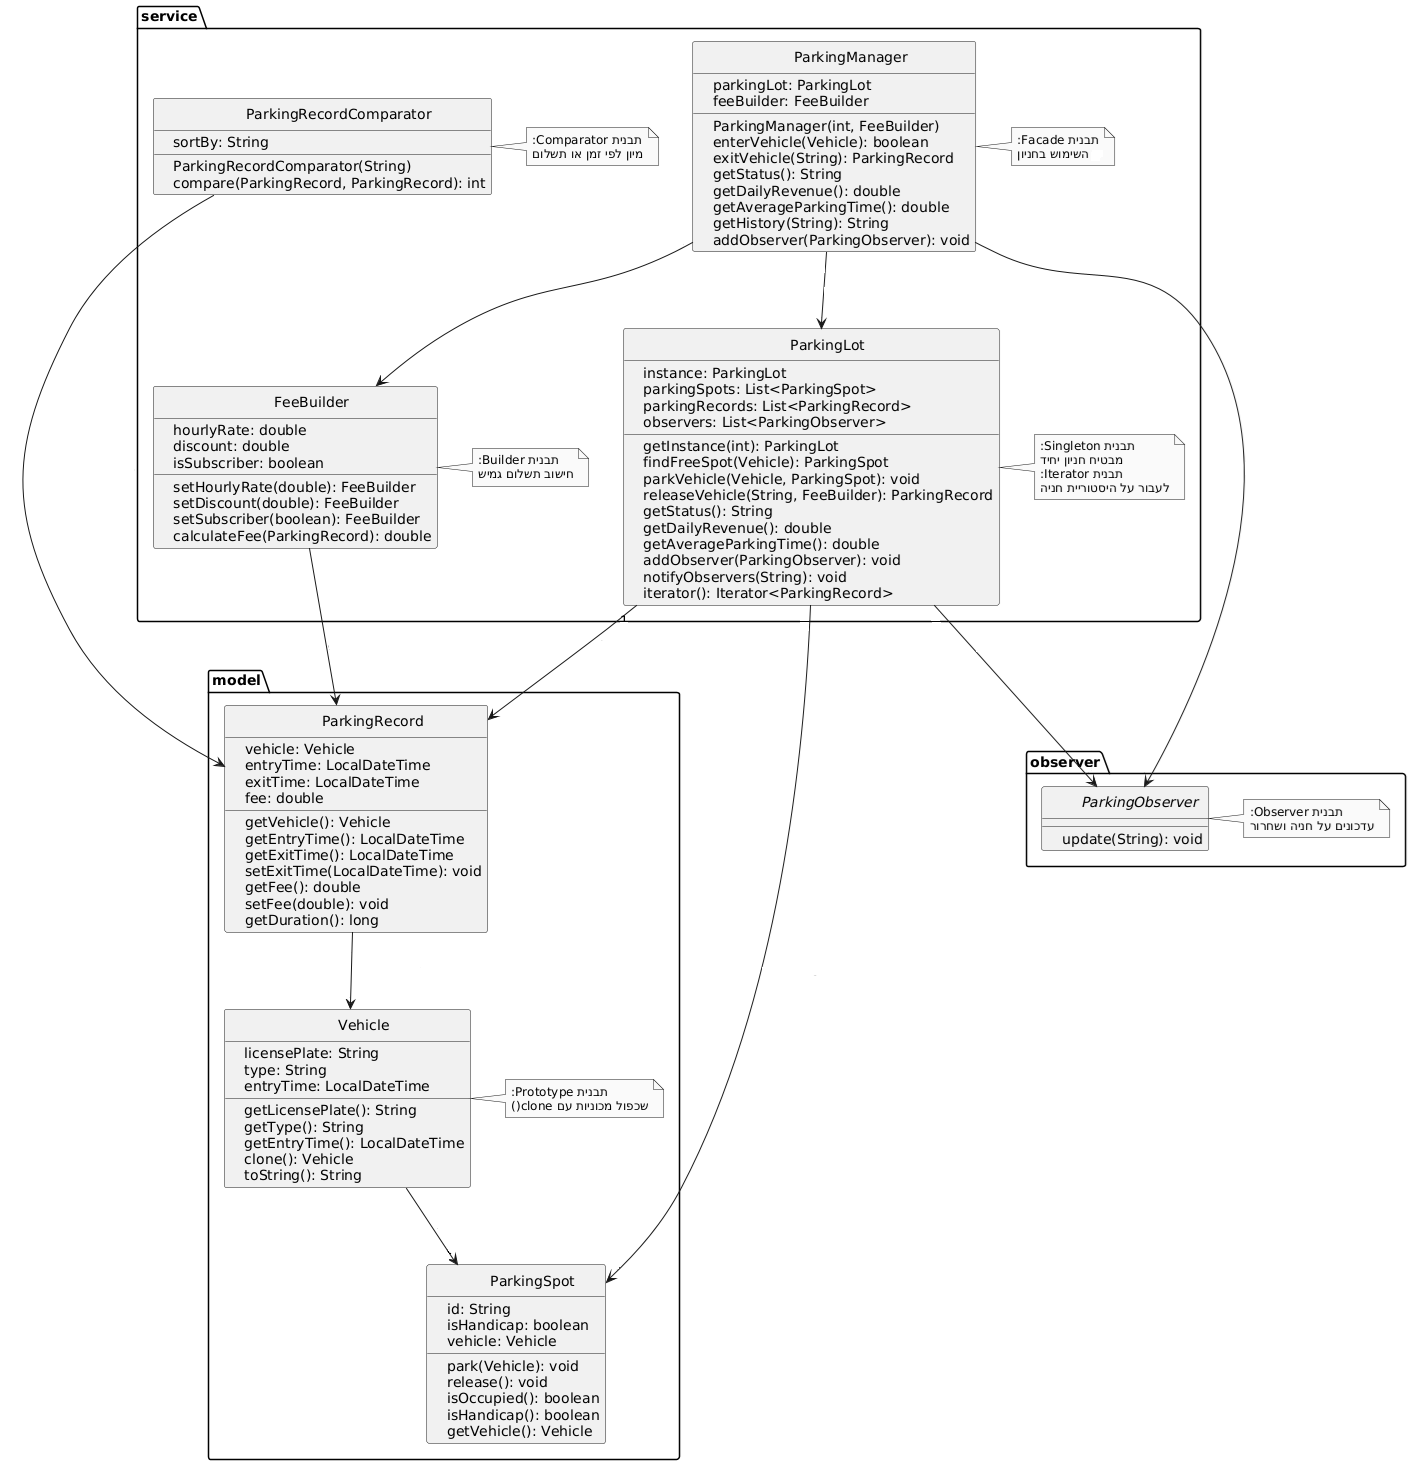 service
ParkingManager
parkingLot: ParkingLot
feeBuilder: FeeBuilder
ParkingManager(int, FeeBuilder)
enterVehicle(Vehicle): boolean
exitVehicle(String): ParkingRecord
getStatus(): String
getDailyRevenue(): double
getAverageParkingTime(): double
getHistory(String): String
addObserver(ParkingObserver): void
תבנית Facade:
השימוש בחניון
ParkingRecordComparator
sortBy: String
ParkingRecordComparator(String)
compare(ParkingRecord, ParkingRecord): int
תבנית Comparator:
מיון לפי זמן או תשלום
ParkingLot
instance: ParkingLot
parkingSpots: List<ParkingSpot>
parkingRecords: List<ParkingRecord>
observers: List<ParkingObserver>
getInstance(int): ParkingLot
findFreeSpot(Vehicle): ParkingSpot
parkVehicle(Vehicle, ParkingSpot): void
releaseVehicle(String, FeeBuilder): ParkingRecord
getStatus(): String
getDailyRevenue(): double
getAverageParkingTime(): double
addObserver(ParkingObserver): void
notifyObservers(String): void
iterator(): Iterator<ParkingRecord>
תבנית Singleton:
מבטיח חניון יחיד
תבנית Iterator:
לעבור על היסטוריית חניה
FeeBuilder
hourlyRate: double
discount: double
isSubscriber: boolean
setHourlyRate(double): FeeBuilder
setDiscount(double): FeeBuilder
setSubscriber(boolean): FeeBuilder
calculateFee(ParkingRecord): double
תבנית Builder:
חישוב תשלום גמיש
model
ParkingRecord
vehicle: Vehicle
entryTime: LocalDateTime
exitTime: LocalDateTime
fee: double
getVehicle(): Vehicle
getEntryTime(): LocalDateTime
getExitTime(): LocalDateTime
setExitTime(LocalDateTime): void
getFee(): double
setFee(double): void
getDuration(): long
observer
ParkingObserver
update(String): void
תבנית Observer:
עדכונים על חניה ושחרור
Vehicle
licensePlate: String
type: String
entryTime: LocalDateTime
getLicensePlate(): String
getType(): String
getEntryTime(): LocalDateTime
clone(): Vehicle
toString(): String
תבנית Prototype:
שכפול מכוניות עם clone()
ParkingSpot
id: String
isHandicap: boolean
vehicle: Vehicle
park(Vehicle): void
release(): void
isOccupied(): boolean
isHandicap(): boolean
getVehicle(): Vehicle